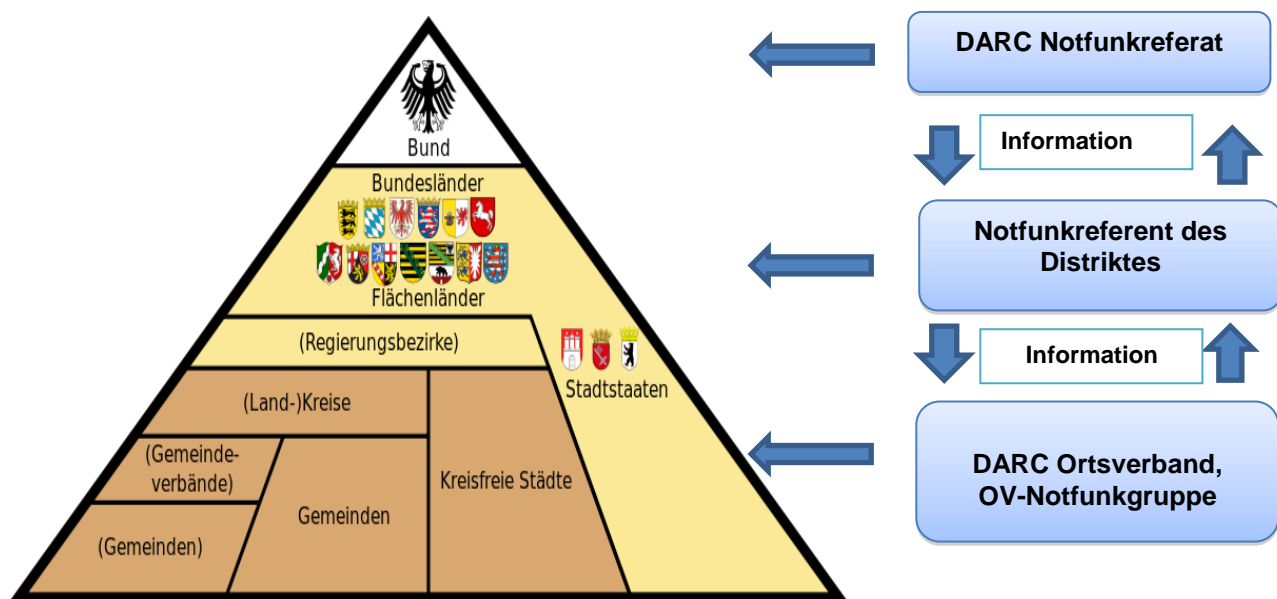 Bund
Bundesländer
Flächenländer
(Regierungsbezirke)
Stadtstaaten
(Land-)Kreise
(Gemeinde-
verbände)
Kreisfreie Städte
Gemeinden
(Gemeinden)
DARC Notfunkreferat
Information
Notfunkreferent des
Distriktes
Information
DARC Ortsverband,
OV-Notfunkgruppe